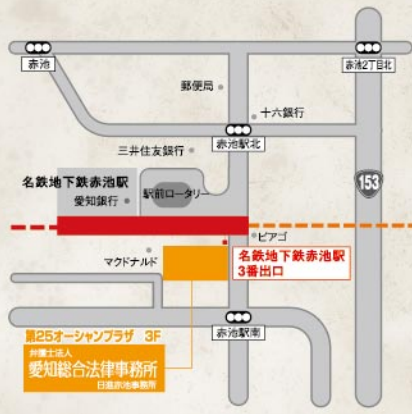 赤池
赤池2丁目北
郵便局
十六銀行
赤池駅北
三井住友銀行
名鉄地下鉄赤池駅
愛知銀行
駅前ロータリー
153
ピアゴ
マクドナルド
名鉄地下鉄赤池駅
3番出口
赤池駅南
第25オーシャンプラザ 3F
弁護士法人
愛知総合法律事務所
日進赤池事務所